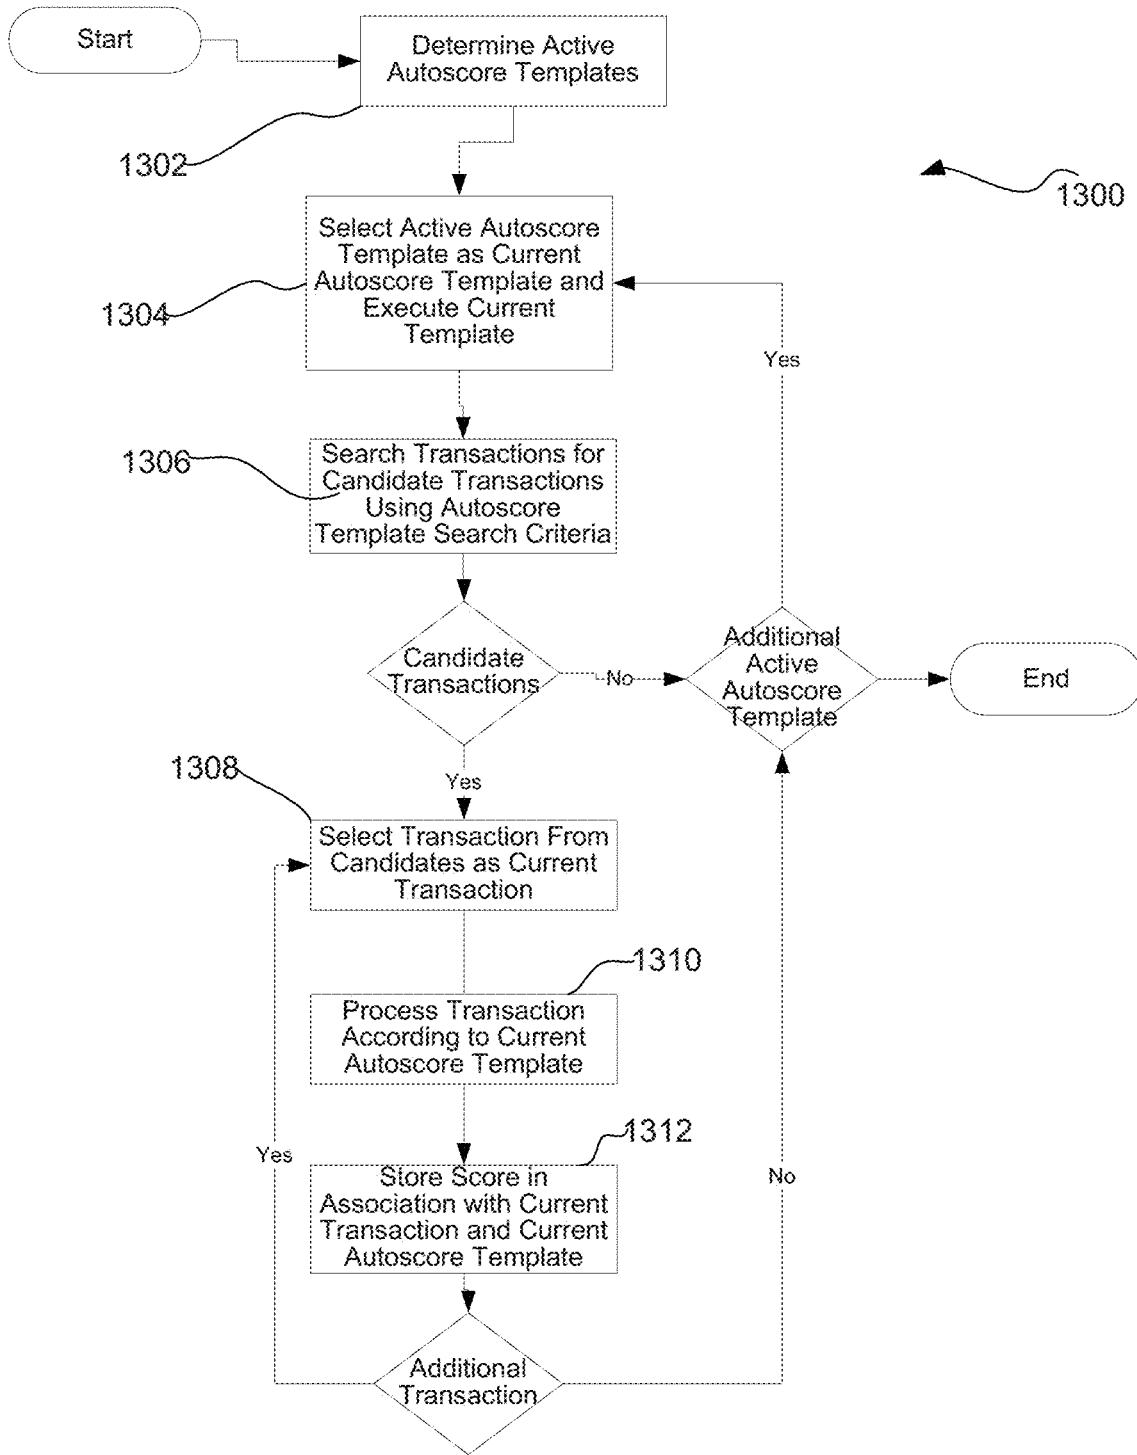 Start
Determine Active
Autoscore Templates
1302
1300
Select Active Autoscore
Template as Current
Autoscore Template and
Execute Current
Template
1304
Yes
Search Transactions for
Candidate Transactions
Using Autoscore
Template Search Criteria
1306
Candidate
Transactions
No
Additional
Active
Autoscore
Template
End
Yes
1308
Select Transaction From
Candidates as Current
Transaction
1310
Process Transaction
According to Current
Autoscore Template
1312
Store Score in
Association with Current
Transaction and Current
Autoscore Template
Yes
No
Additional
Transaction